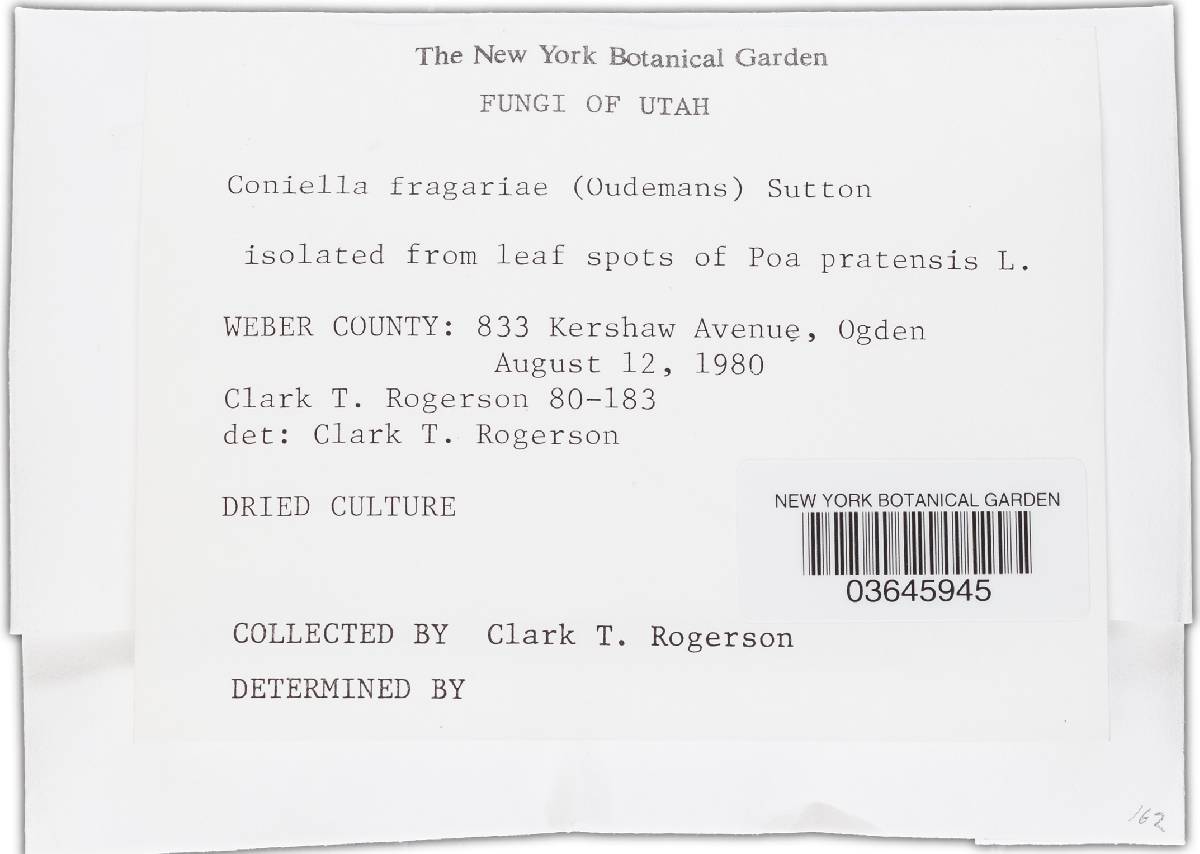 The New York Botanical Garden
FUNGI OF UTAH
Coniella fragariae (Oudemans) Sutton
isolated from leaf spots of Poa pratensis L.
WEBER COUNTY: 833 Kershaw Avenue, Ogden
August 12, 1980
Clark T. Rogerson 80-183
det: Clark T. Rogerson
DRIED CULTURE
NEW YORK BOTANICAL GARDEN
03645945
COLLECTED BY Clark T. Rogerson
DETERMINED BY
162